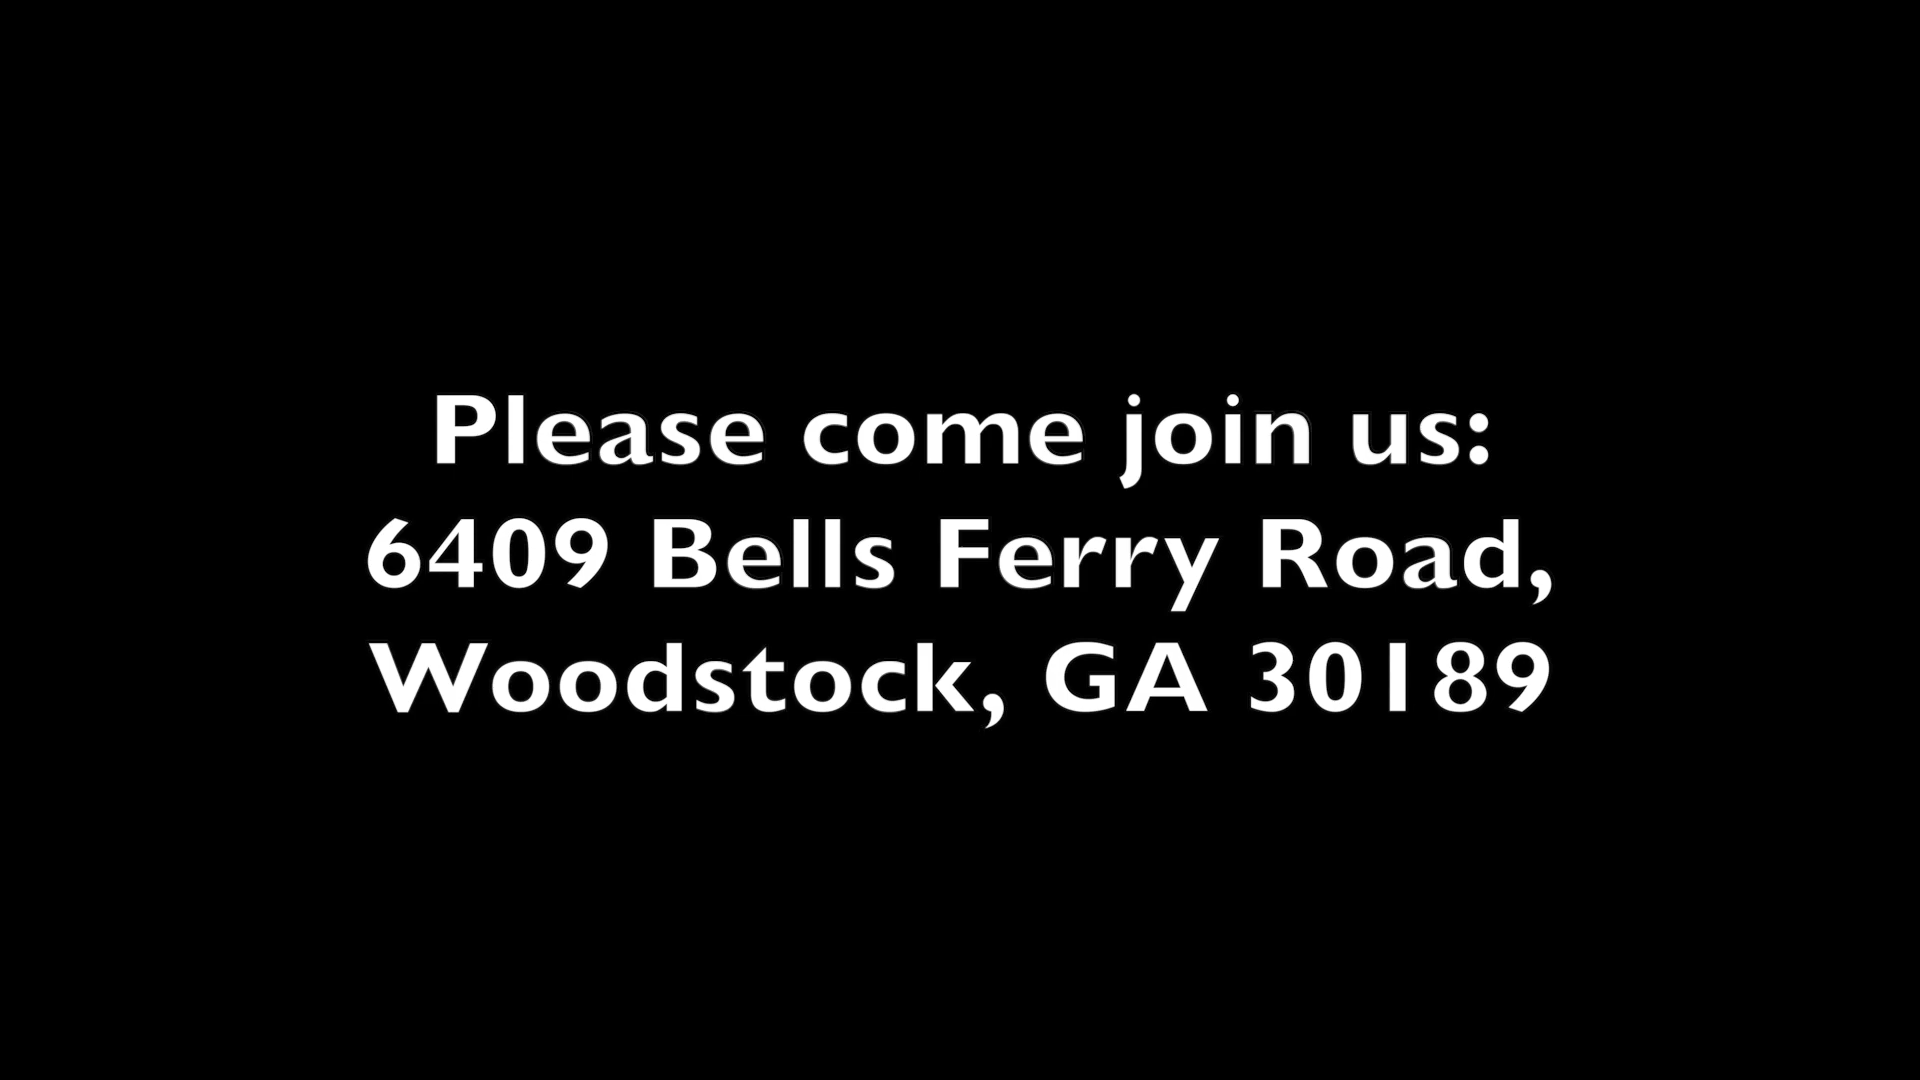 Please come join us:
6409 Bells Ferry Road,
Woodstock, GA 30189